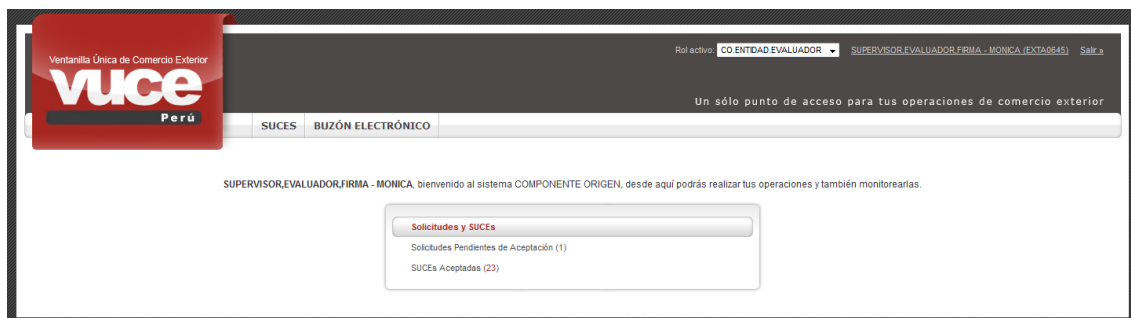 Ventanilla Única de Comercio Exterior
vuce
Perú
Rol activo: CO.ENTIDAD.EVALUADOR SUPERVISOR,EVALUADOR,FIRMA - MONICA (EXTA0645) Salir »
Un sólo punto de acceso para tus operaciones de comercio exterior
SUCES BUZÓN ELECTRÓNICO
SUPERVISOR,EVALUADOR,FIRMA - MONICA, bienvenido al sistema COMPONENTE ORIGEN, desde aquí podrás realizar tus operaciones y también monitorearlas.
Solicitudes y SUCEs
Solicitudes Pendientes de Aceptación (1)
SUCEs Aceptadas (23)